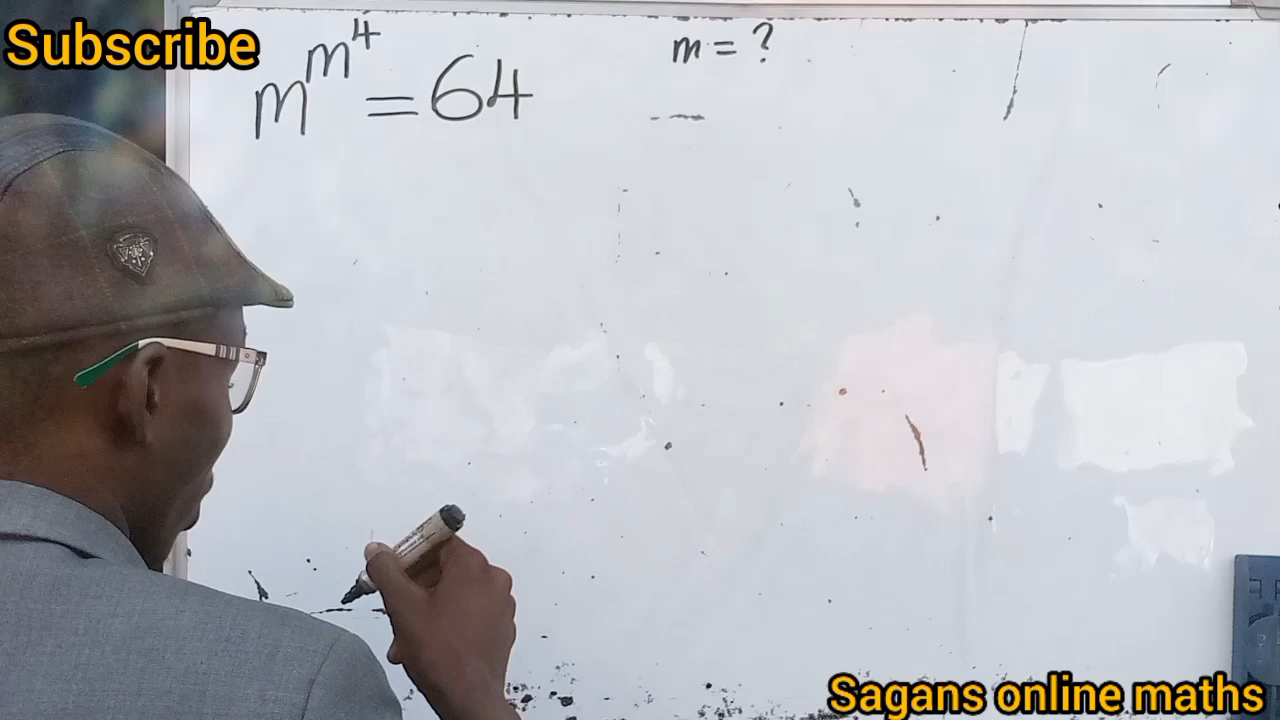 Subscribe
m^{m^4} = 64
m = ?
Sagans online maths